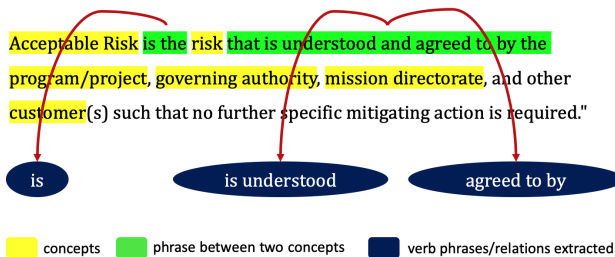 Acceptable Risk is the risk that is understood and agreed to by the
program/project, governing authority, mission directorate, and other
customer(s) such that no further specific mitigating action is required."
is is understood agreed to by
concepts phrase between two concepts verb phrases/relations extracted